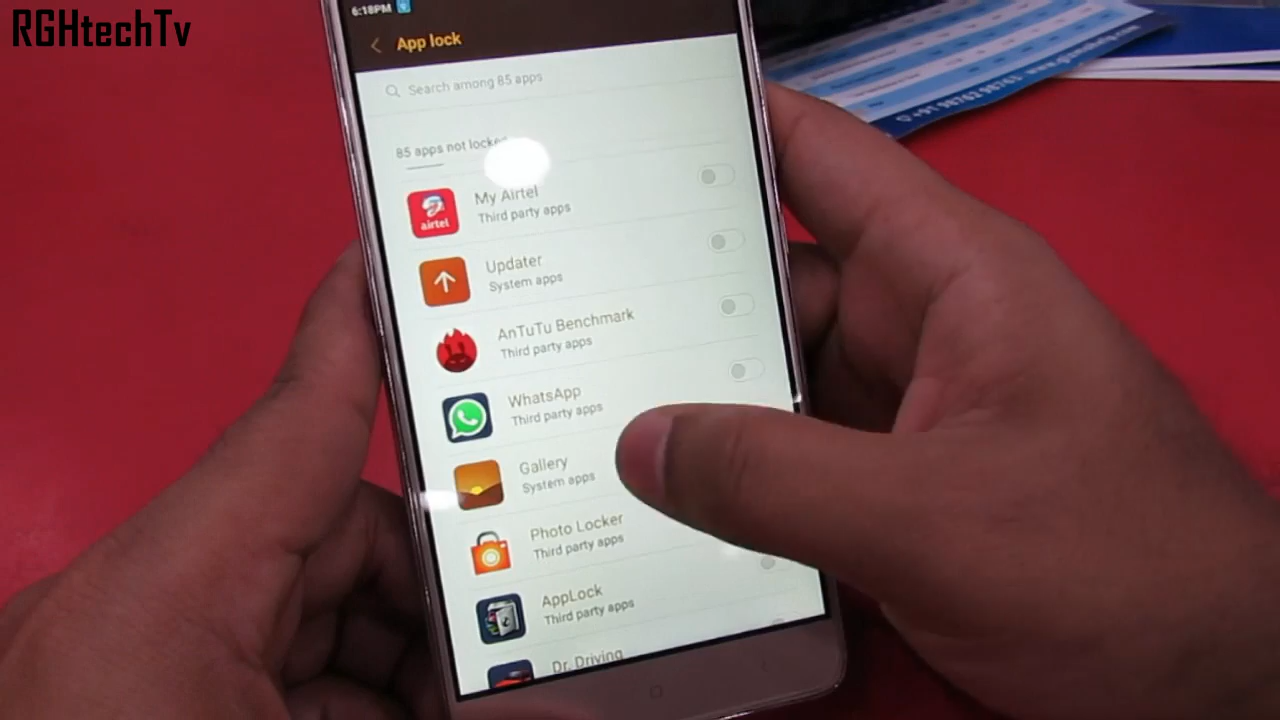 RGHtechTv
6:18PM
App lock
Search among 85 apps
85 apps not locked
airtel
My Airtel
Third party apps
Updater
System apps
AnTuTu Benchmark
Third party apps
WhatsApp
Third party apps
Gallery
System apps
Photo Locker
Third party apps
AppLock
Third party apps
Dr. Driving